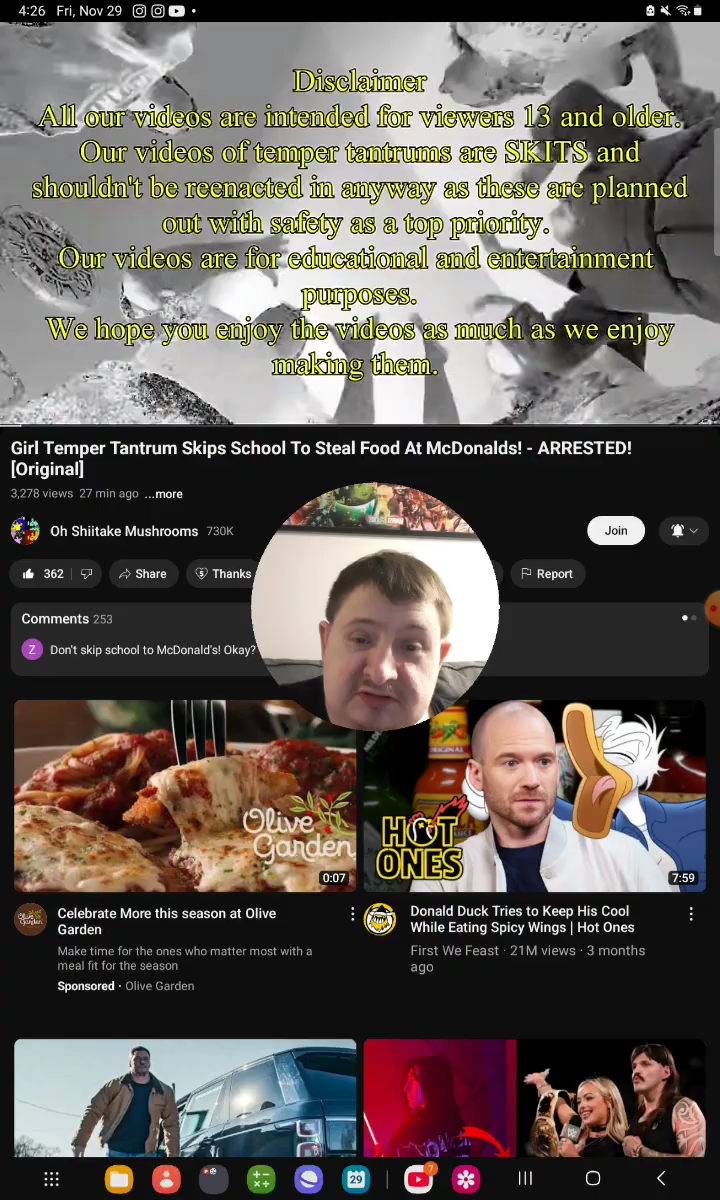 4:26 Fri, Nov 29
Disclaimer
All our videos are intended for viewers 13 and older.
Our videos of temper tantrums are SKITS and
shouldn't be reenacted in anyway as these are planned
out with safety as a top priority.
Our videos are for educational and entertainment
purposes.
We hope you enjoy the videos as much as we enjoy
making them.
Girl Temper Tantrum Skips School To Steal Food At McDonalds! - ARRESTED!
[Original]
3,278 views 27 min ago ...more
Oh Shiitake Mushrooms 730K
Join
362
Share
Thanks
Report
Comments 253
Z
Don't skip school to McDonald's! Okay?
Olive
Garden
0:07
ORIGINAL
HOT
ONES
7:59
Celebrate More this season at Olive
Garden
Make time for the ones who matter most with a
meal fit for the season
Sponsored · Olive Garden
Donald Duck Tries to Keep His Cool
While Eating Spicy Wings | Hot Ones
First We Feast · 21M views · 3 months
ago
29
7